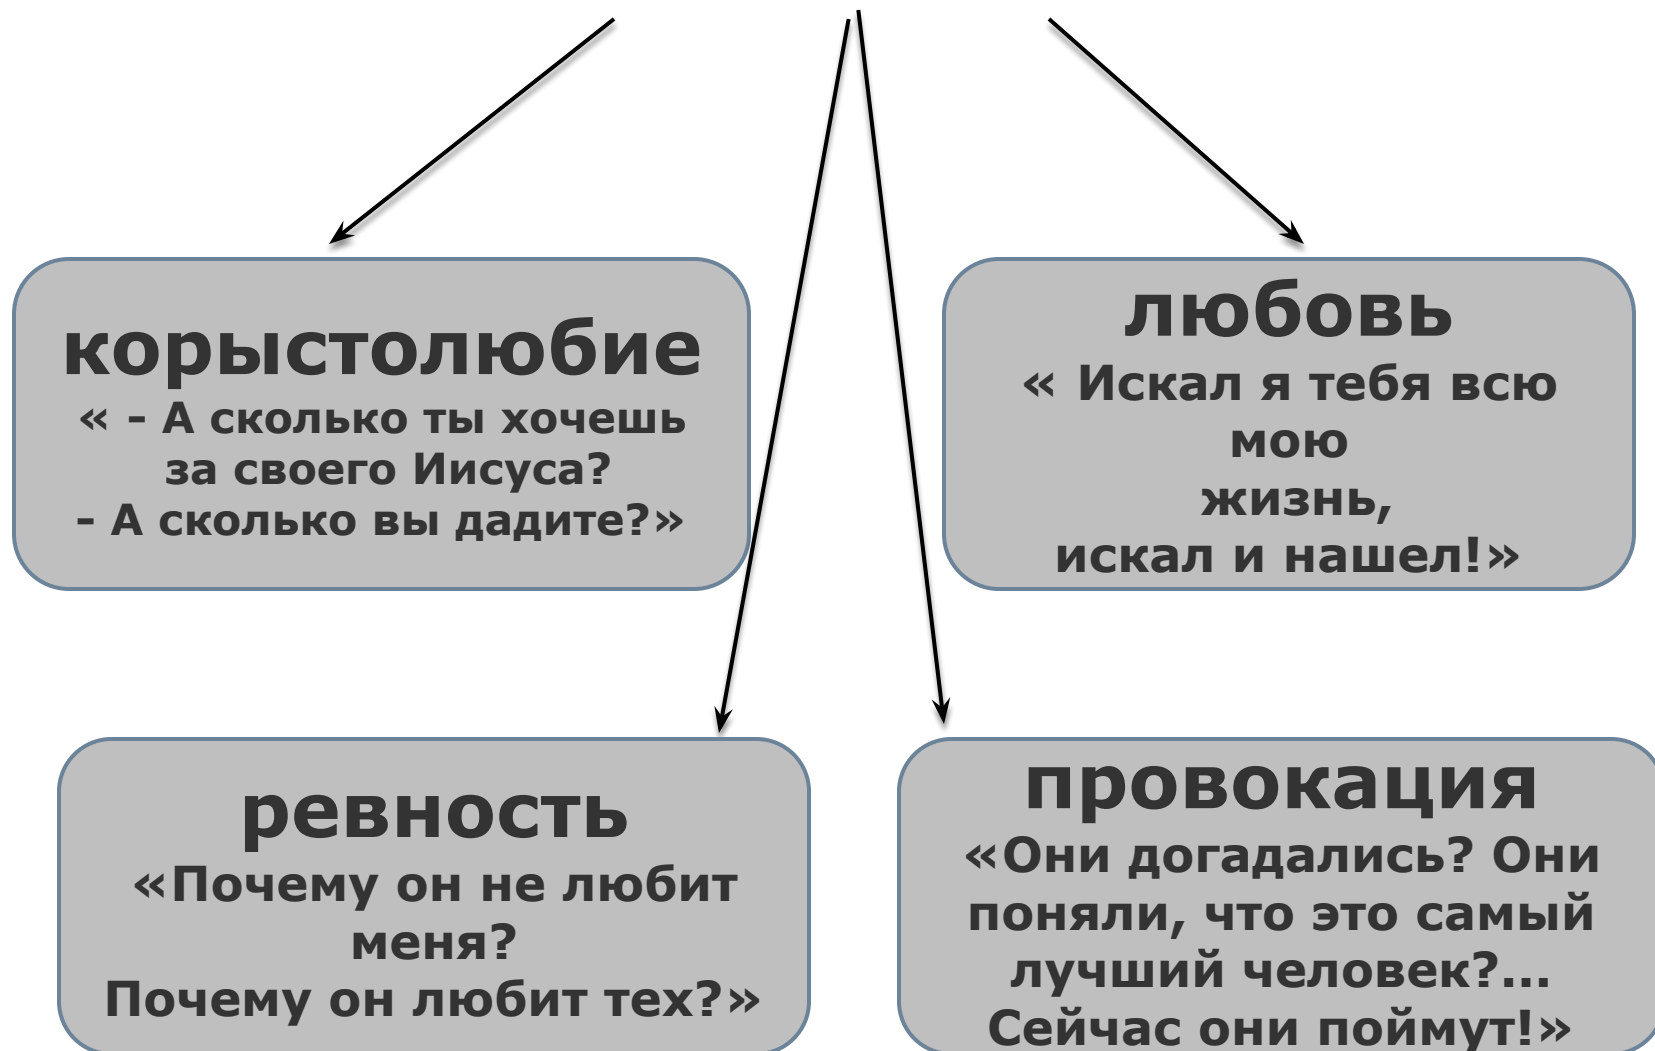 корыстолюбие
« - А сколько ты хочешь
за своего Иисуса?
- А сколько вы дадите?»
любовь
« Искал я тебя всю
мою
жизнь,
искал и нашел!»
ревность
«Почему он не любит
меня?
Почему он любит тех?»
провокация
«Они догадались? Они
поняли, что это самый
лучший человек?...
Сейчас они поймут!»